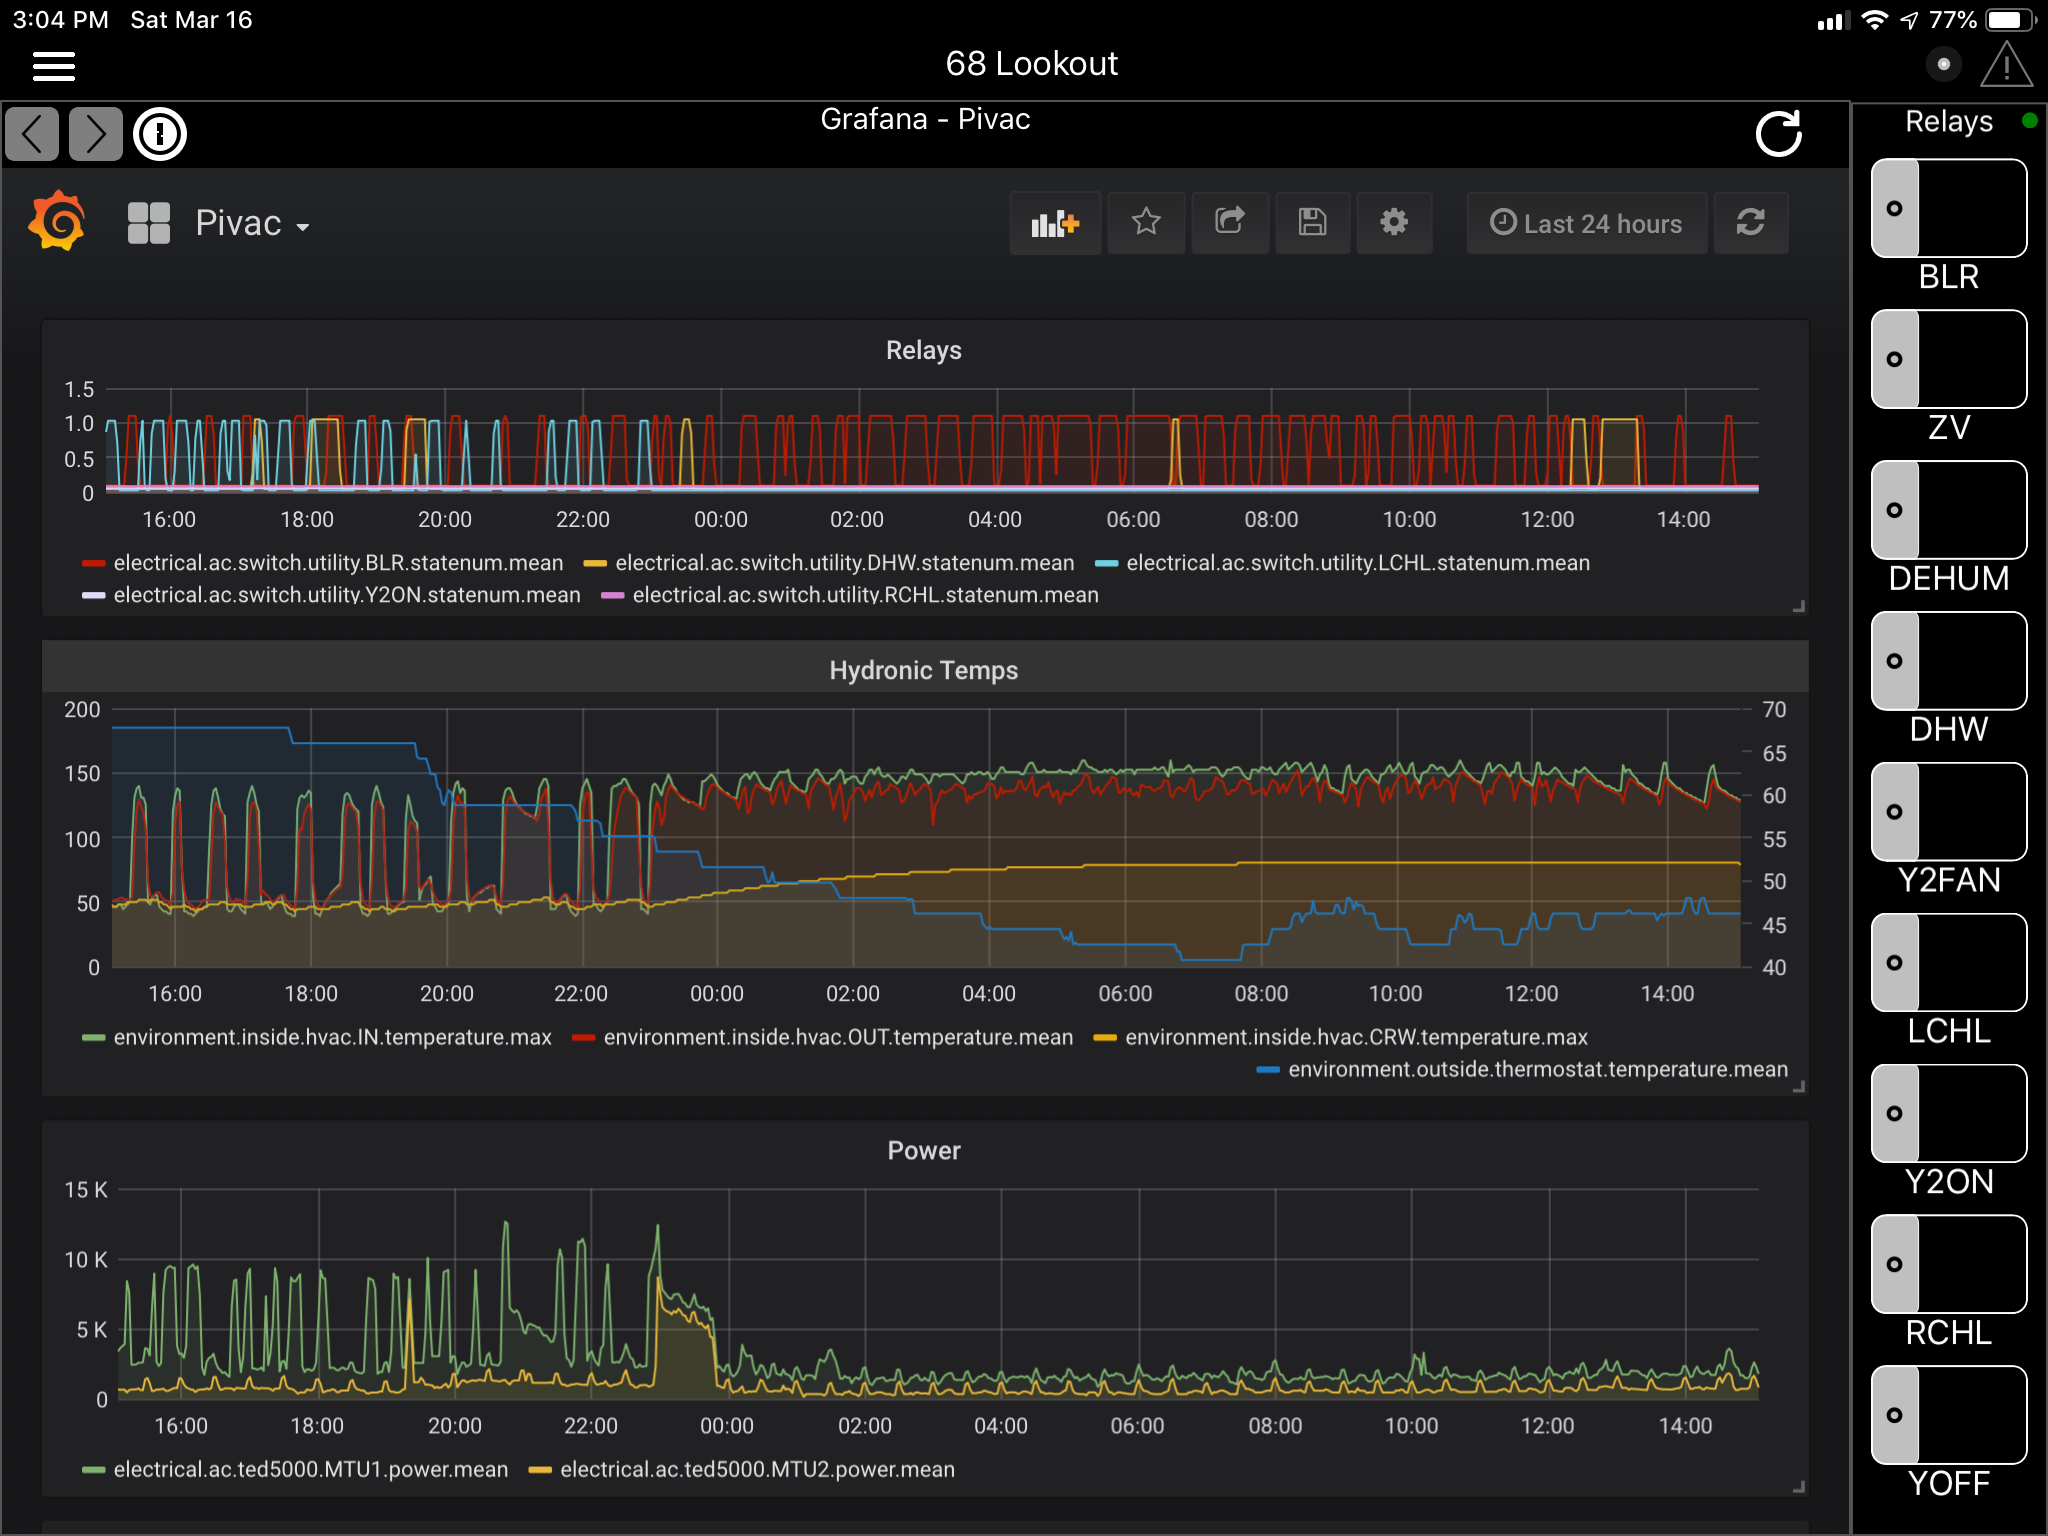 3:04 PM Sat Mar 16 77%
68 Lookout
Grafana - Pivac
Pivac
Last 24 hours
Relays
1.5
1.0
0.5
0
16:00 18:00 20:00 22:00 00:00 02:00 04:00 06:00 08:00 10:00 12:00 14:00
electrical.ac.switch.utility.BLR.statenum.mean electrical.ac.switch.utility.DHW.statenum.mean electrical.ac.switch.utility.LCHL.statenum.mean
electrical.ac.switch.utility.Y2ON.statenum.mean electrical.ac.switch.utility.RCHL.statenum.mean
Hydronic Temps
200 70
65
150
60
100 55
50 50
45
0 40
16:00 18:00 20:00 22:00 00:00 02:00 04:00 06:00 08:00 10:00 12:00 14:00
environment.inside.hvac.IN.temperature.max environment.inside.hvac.OUT.temperature.mean environment.inside.hvac.CRW.temperature.max
environment.outside.thermostat.temperature.mean
Power
15 K
10 K
5 K
0
16:00 18:00 20:00 22:00 00:00 02:00 04:00 06:00 08:00 10:00 12:00 14:00
electrical.ac.ted5000.MTU1.power.mean electrical.ac.ted5000.MTU2.power.mean
Relays
BLR
ZV
DEHUM
DHW
Y2FAN
LCHL
Y2ON
RCHL
YOFF